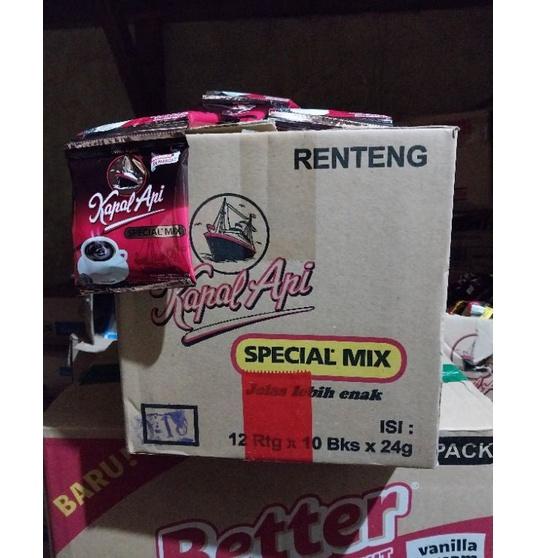 RENTENG
Kapal Api
SPECIAL MIX
Kapal Api
SPECIAL MIX
Jelas lebih enak
ISI :
12 Rtg x 10 Bks x 24g
BARU!
PACK
Better
vanilla